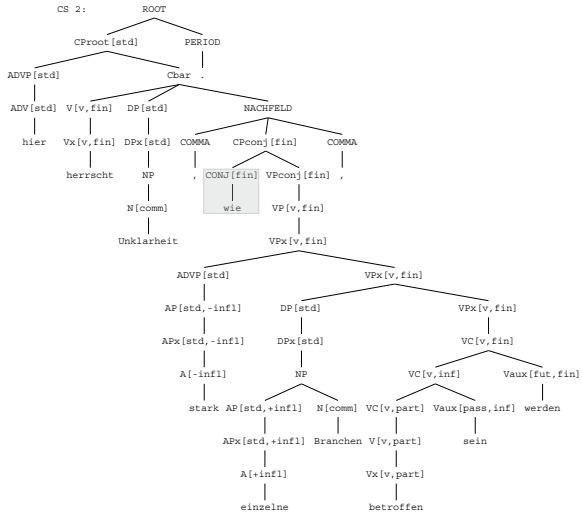 CS 2: ROOT
CProot[std] PERIOD
ADVP[std] Cbar .
ADV[std] V[v,fin] DP[std] NACHFELD
hier Vx[v,fin] DPx[std] COMMA CPconj[fin] COMMA
herrscht NP , CONJ[fin] VPconj[fin] ,
N[comm] wie VP[v,fin]
Unklarheit VPx[v,fin]
ADVP[std] VPx[v,fin]
AP[std,-infl] DP[std] VPx[v,fin]
APx[std,-infl] DPx[std] VC[v,fin]
A[-infl] NP VC[v,inf] Vaux[fut,fin]
stark AP[std,+infl] N[comm] VC[v,part] Vaux[pass,inf] werden
APx[std,+infl] Branchen V[v,part] sein
A[+infl] Vx[v,part]
einzelne betroffen